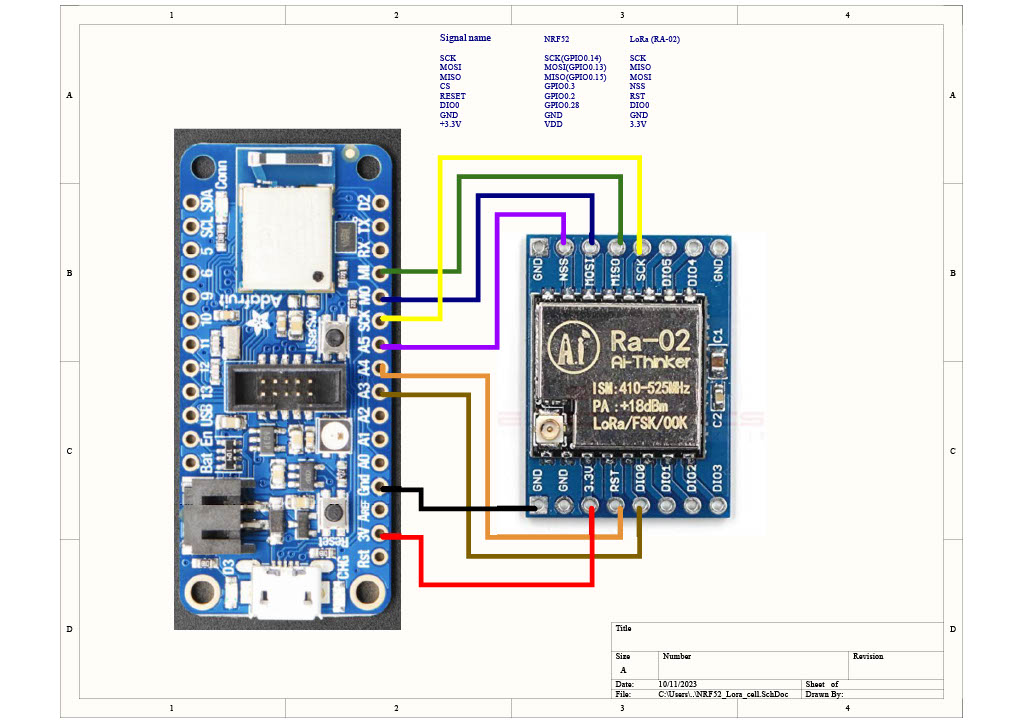 1 2 3 4
Signal name NRF52 LoRa (RA-02)
SCK SCK(GPIO0.14) SCK
MOSI MOSI(GPIO0.13) MISO
MISO MISO(GPIO0.15) MOSI
CS GPIO0.3 NSS
RESET GPIO0.2 RST
DIO0 GPIO0.28 DIO0
GND GND GND
+3.3V VDD 3.3V
A A
B B
C C
D D
Conn
SDA
SCL
5
6
9
10
11
12
13
USB
En
Bat
D2
TX
RX
MI
MO
SCK
A5
A4
A3
A2
A1
A0
Gnd
AREF
3V
Rst
Adafruit
UserSw
D3
CHG
GND NSS MOSI MISO SCK DIO5 DIO4 GND
Ai
Ra-02
Ai-Thinker
ISM:410-525MHz
PA :+18dBm
LoRa/FSK/OOK
C1
C2
GND GND 3.3V RST DIO0 DIO1 DIO2 DIO3
Title
Size Number Revision
A
Date: 10/11/2023 Sheet of
File: C:\Users\..\NRF52_Lora_cell.SchDoc Drawn By:
1 2 3 4